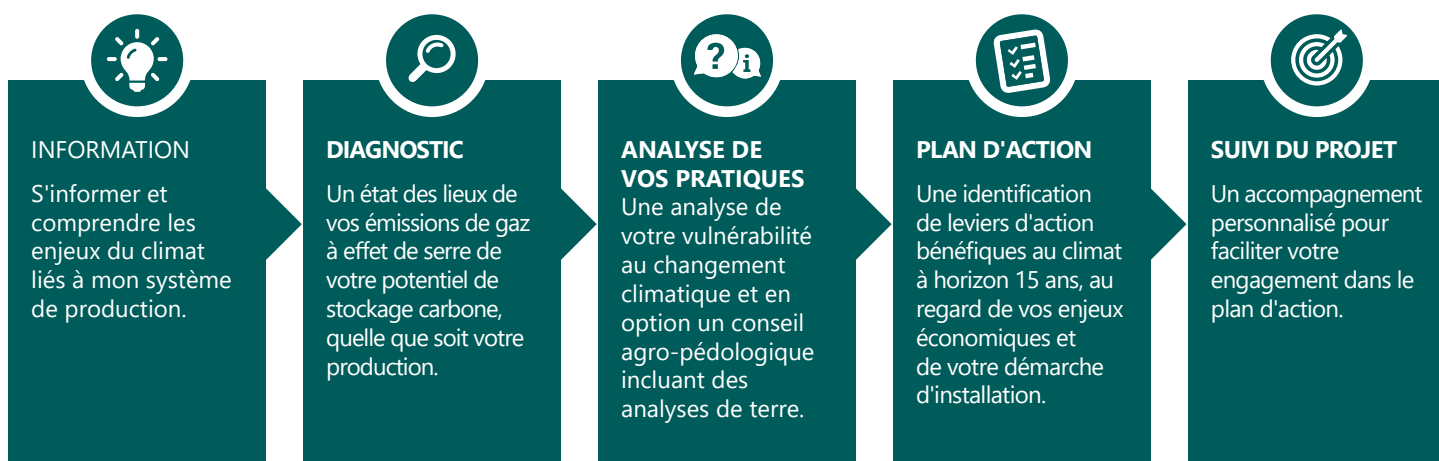 INFORMATION
S'informer et
comprendre les
enjeux du climat
liés à mon système
de production.
DIAGNOSTIC
Un état des lieux de
vos émissions de gaz
à effet de serre de
votre potentiel de
stockage carbone,
quelle que soit votre
production.
?
i
ANALYSE DE
VOS PRATIQUES
Une analyse de
votre vulnérabilité
au changement
climatique et en
option un conseil
agro-pédologique
incluant des
analyses de terre.
PLAN D'ACTION
Une identification
de leviers d'action
bénéfiques au climat
à horizon 15 ans, au
regard de vos enjeux
économiques et
de votre démarche
d'installation.
SUIVI DU PROJET
Un accompagnement
personnalisé pour
faciliter votre
engagement dans le
plan d'action.